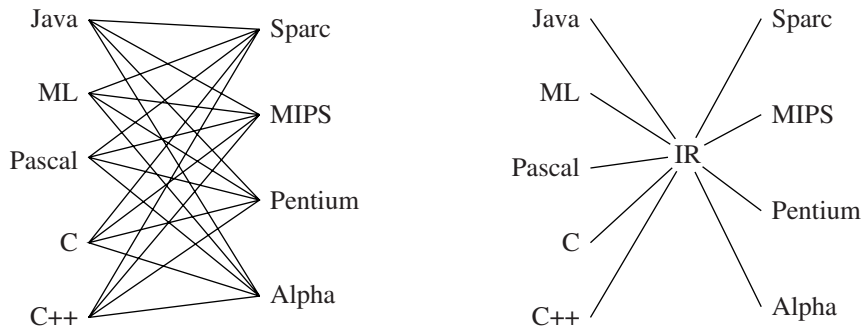 Java
ML
Pascal
C
C++
Sparc
MIPS
Pentium
Alpha
Java
ML
Pascal
C
C++
IR
Sparc
MIPS
Pentium
Alpha